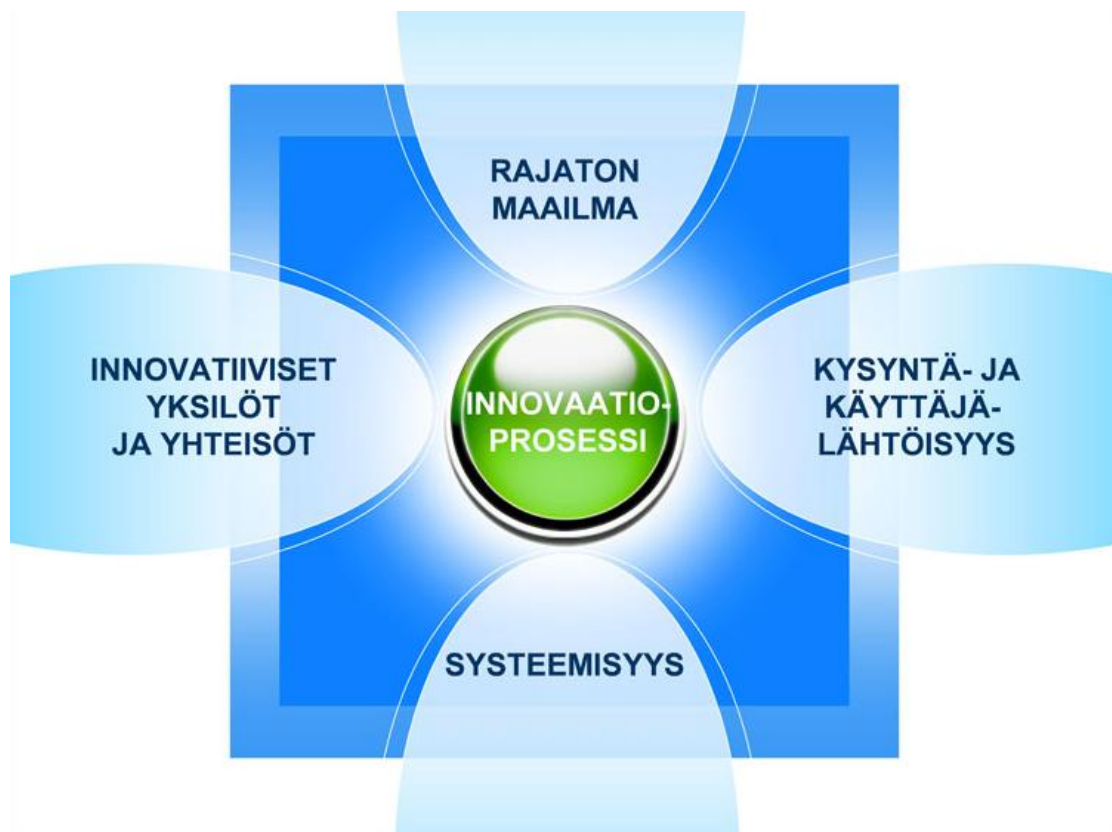 RAJATON
MAAILMA
INNOVATIIVISET
YKSILÖT
JA YHTEISÖT
INNOVAATIO-
PROSESSI
KYSYNTÄ- JA
KÄYTTÄJÄ-
LÄHTÖISYYS
SYSTEEMISYYS